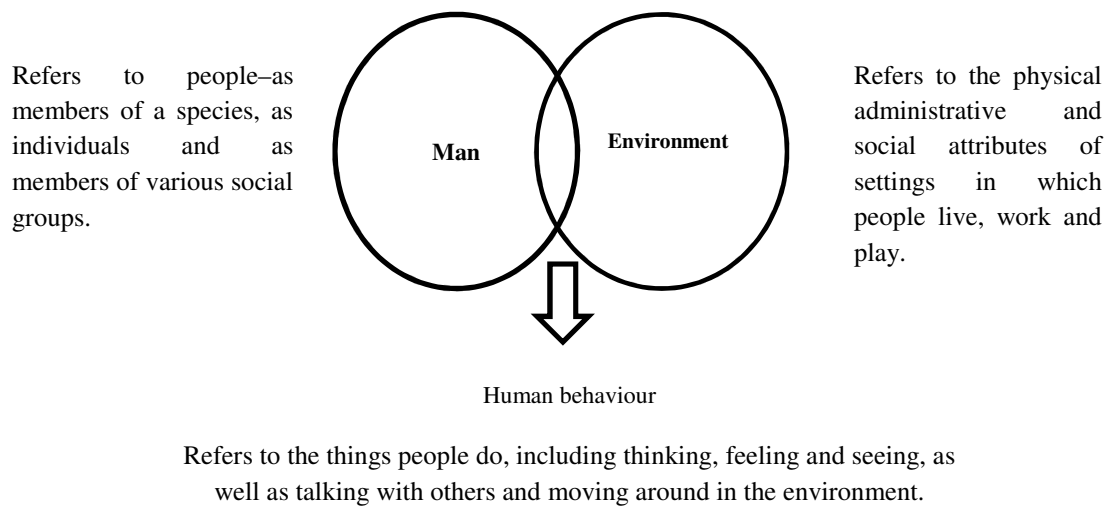 Refers to people–as
members of a species, as
individuals and as
members of various social
groups.
Man
Environment
Refers to the physical
administrative and
social attributes of
settings in which
people live, work and
play.
Human behaviour
Refers to the things people do, including thinking, feeling and seeing, as
well as talking with others and moving around in the environment.